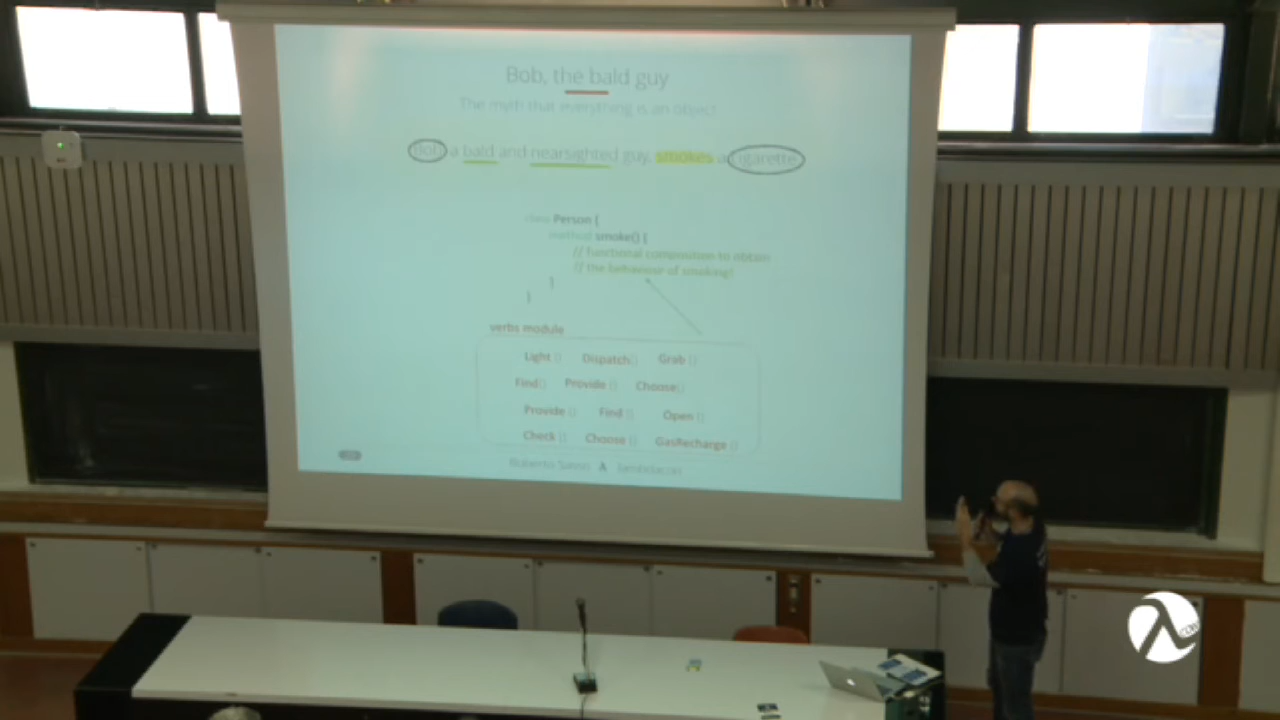 Bob, the bald guy
The myth that everything is an object
Bob a bald and nearsighted guy, smokes a cigarette
class Person {
method smoke() {
// functional composition to obtain
// the behaviour of smoking!
}
}
verbs module
Light () Dispatch() Grab ()
Find() Provide () Choose()
Provide () Find () Open ()
Check () Choose () GasRecharge ()
λ